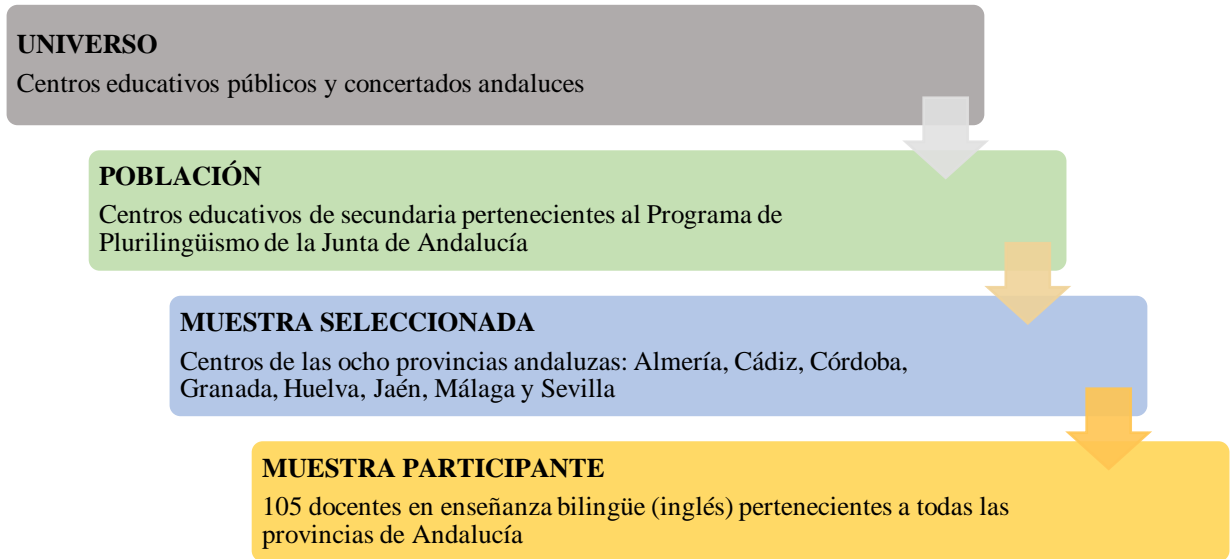 UNIVERSO
Centros educativos públicos y concertados andaluces
POBLACIÓN
Centros educativos de secundaria pertenecientes al Programa de
Plurilingüismo de la Junta de Andalucía
MUESTRA SELECCIONADA
Centros de las ocho provincias andaluzas: Almería, Cádiz, Córdoba,
Granada, Huelva, Jaén, Málaga y Sevilla
MUESTRA PARTICIPANTE
105 docentes en enseñanza bilingüe (inglés) pertenecientes a todas las
provincias de Andalucía